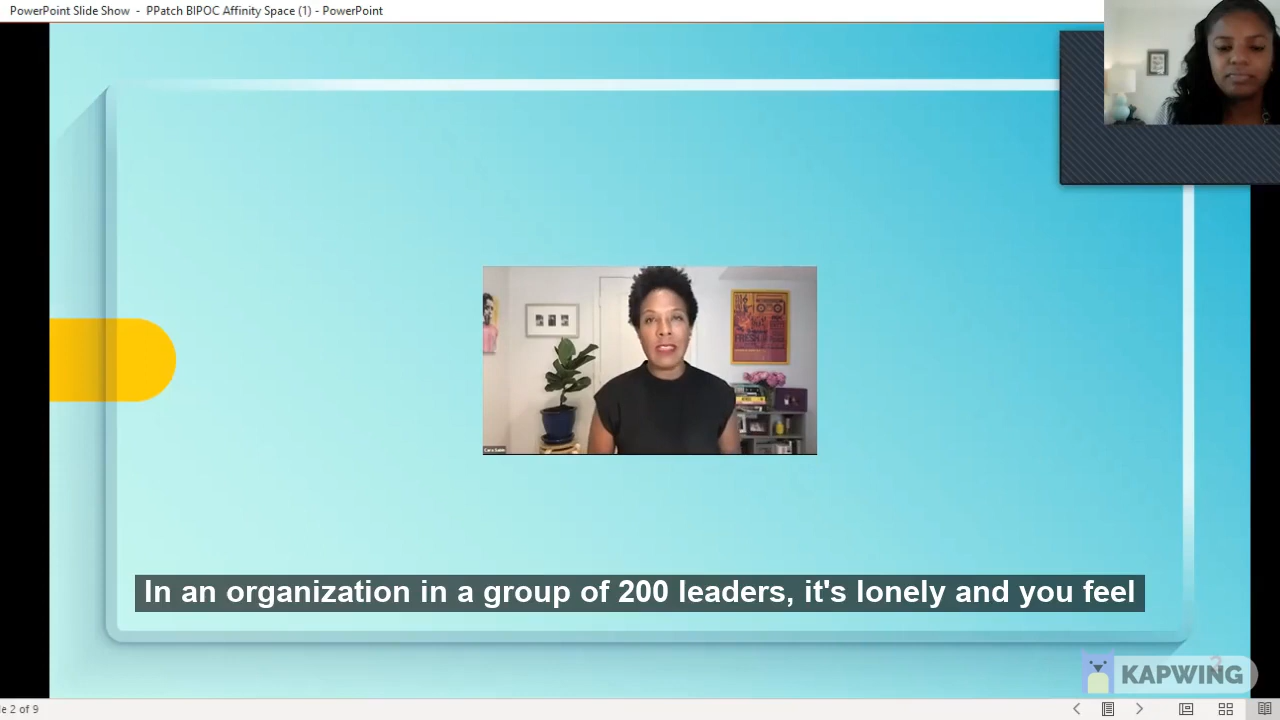 PowerPoint Slide Show - PPatch BIPOC Affinity Space (1) - PowerPoint
In an organization in a group of 200 leaders, it's lonely and you feel
KAPWING
le 2 of 9